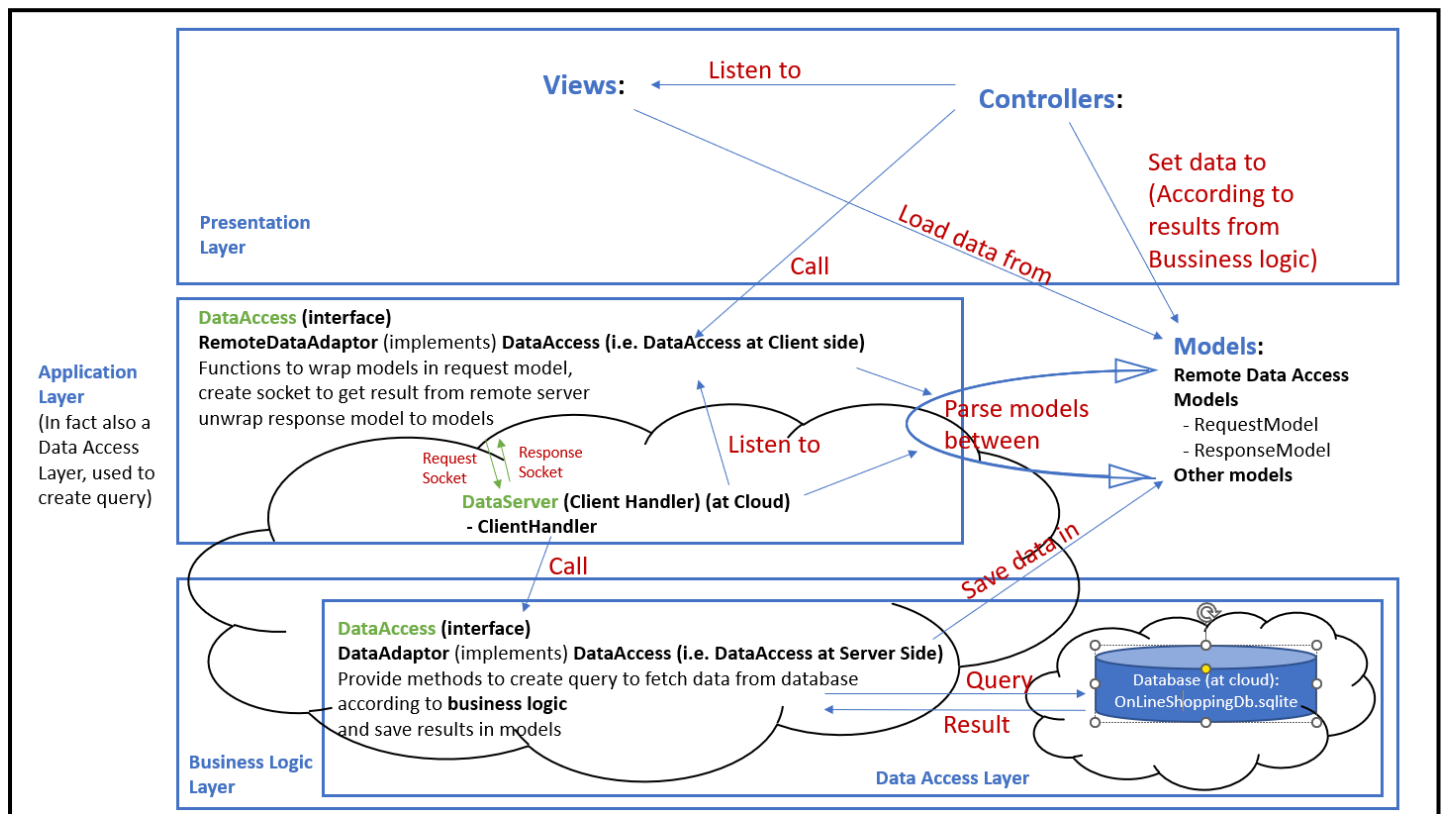 Views:
Listen to
Controllers:
Set data to
(According to
results from
Bussiness logic)
Load data from
Call
Presentation
Layer
DataAccess (interface)
RemoteDataAdaptor (implements) DataAccess (i.e. DataAccess at Client side)
Functions to wrap models in request model,
create socket to get result from remote server
unwrap response model to models
Application
Layer
(In fact also a
Data Access
Layer, used to
create query)
Models:
Remote Data Access
Models
- RequestModel
- ResponseModel
Other models
Parse models
between
Listen to
Request
Socket
Response
Socket
DataServer (Client Handler) (at Cloud)
- ClientHandler
Call
Save data in
DataAccess (interface)
DataAdaptor (implements) DataAccess (i.e. DataAccess at Server Side)
Provide methods to create query to fetch data from database
according to business logic
and save results in models
Query
Result
Database (at cloud):
OnLineShoppingDb.sqlite
Business Logic
Layer
Data Access Layer